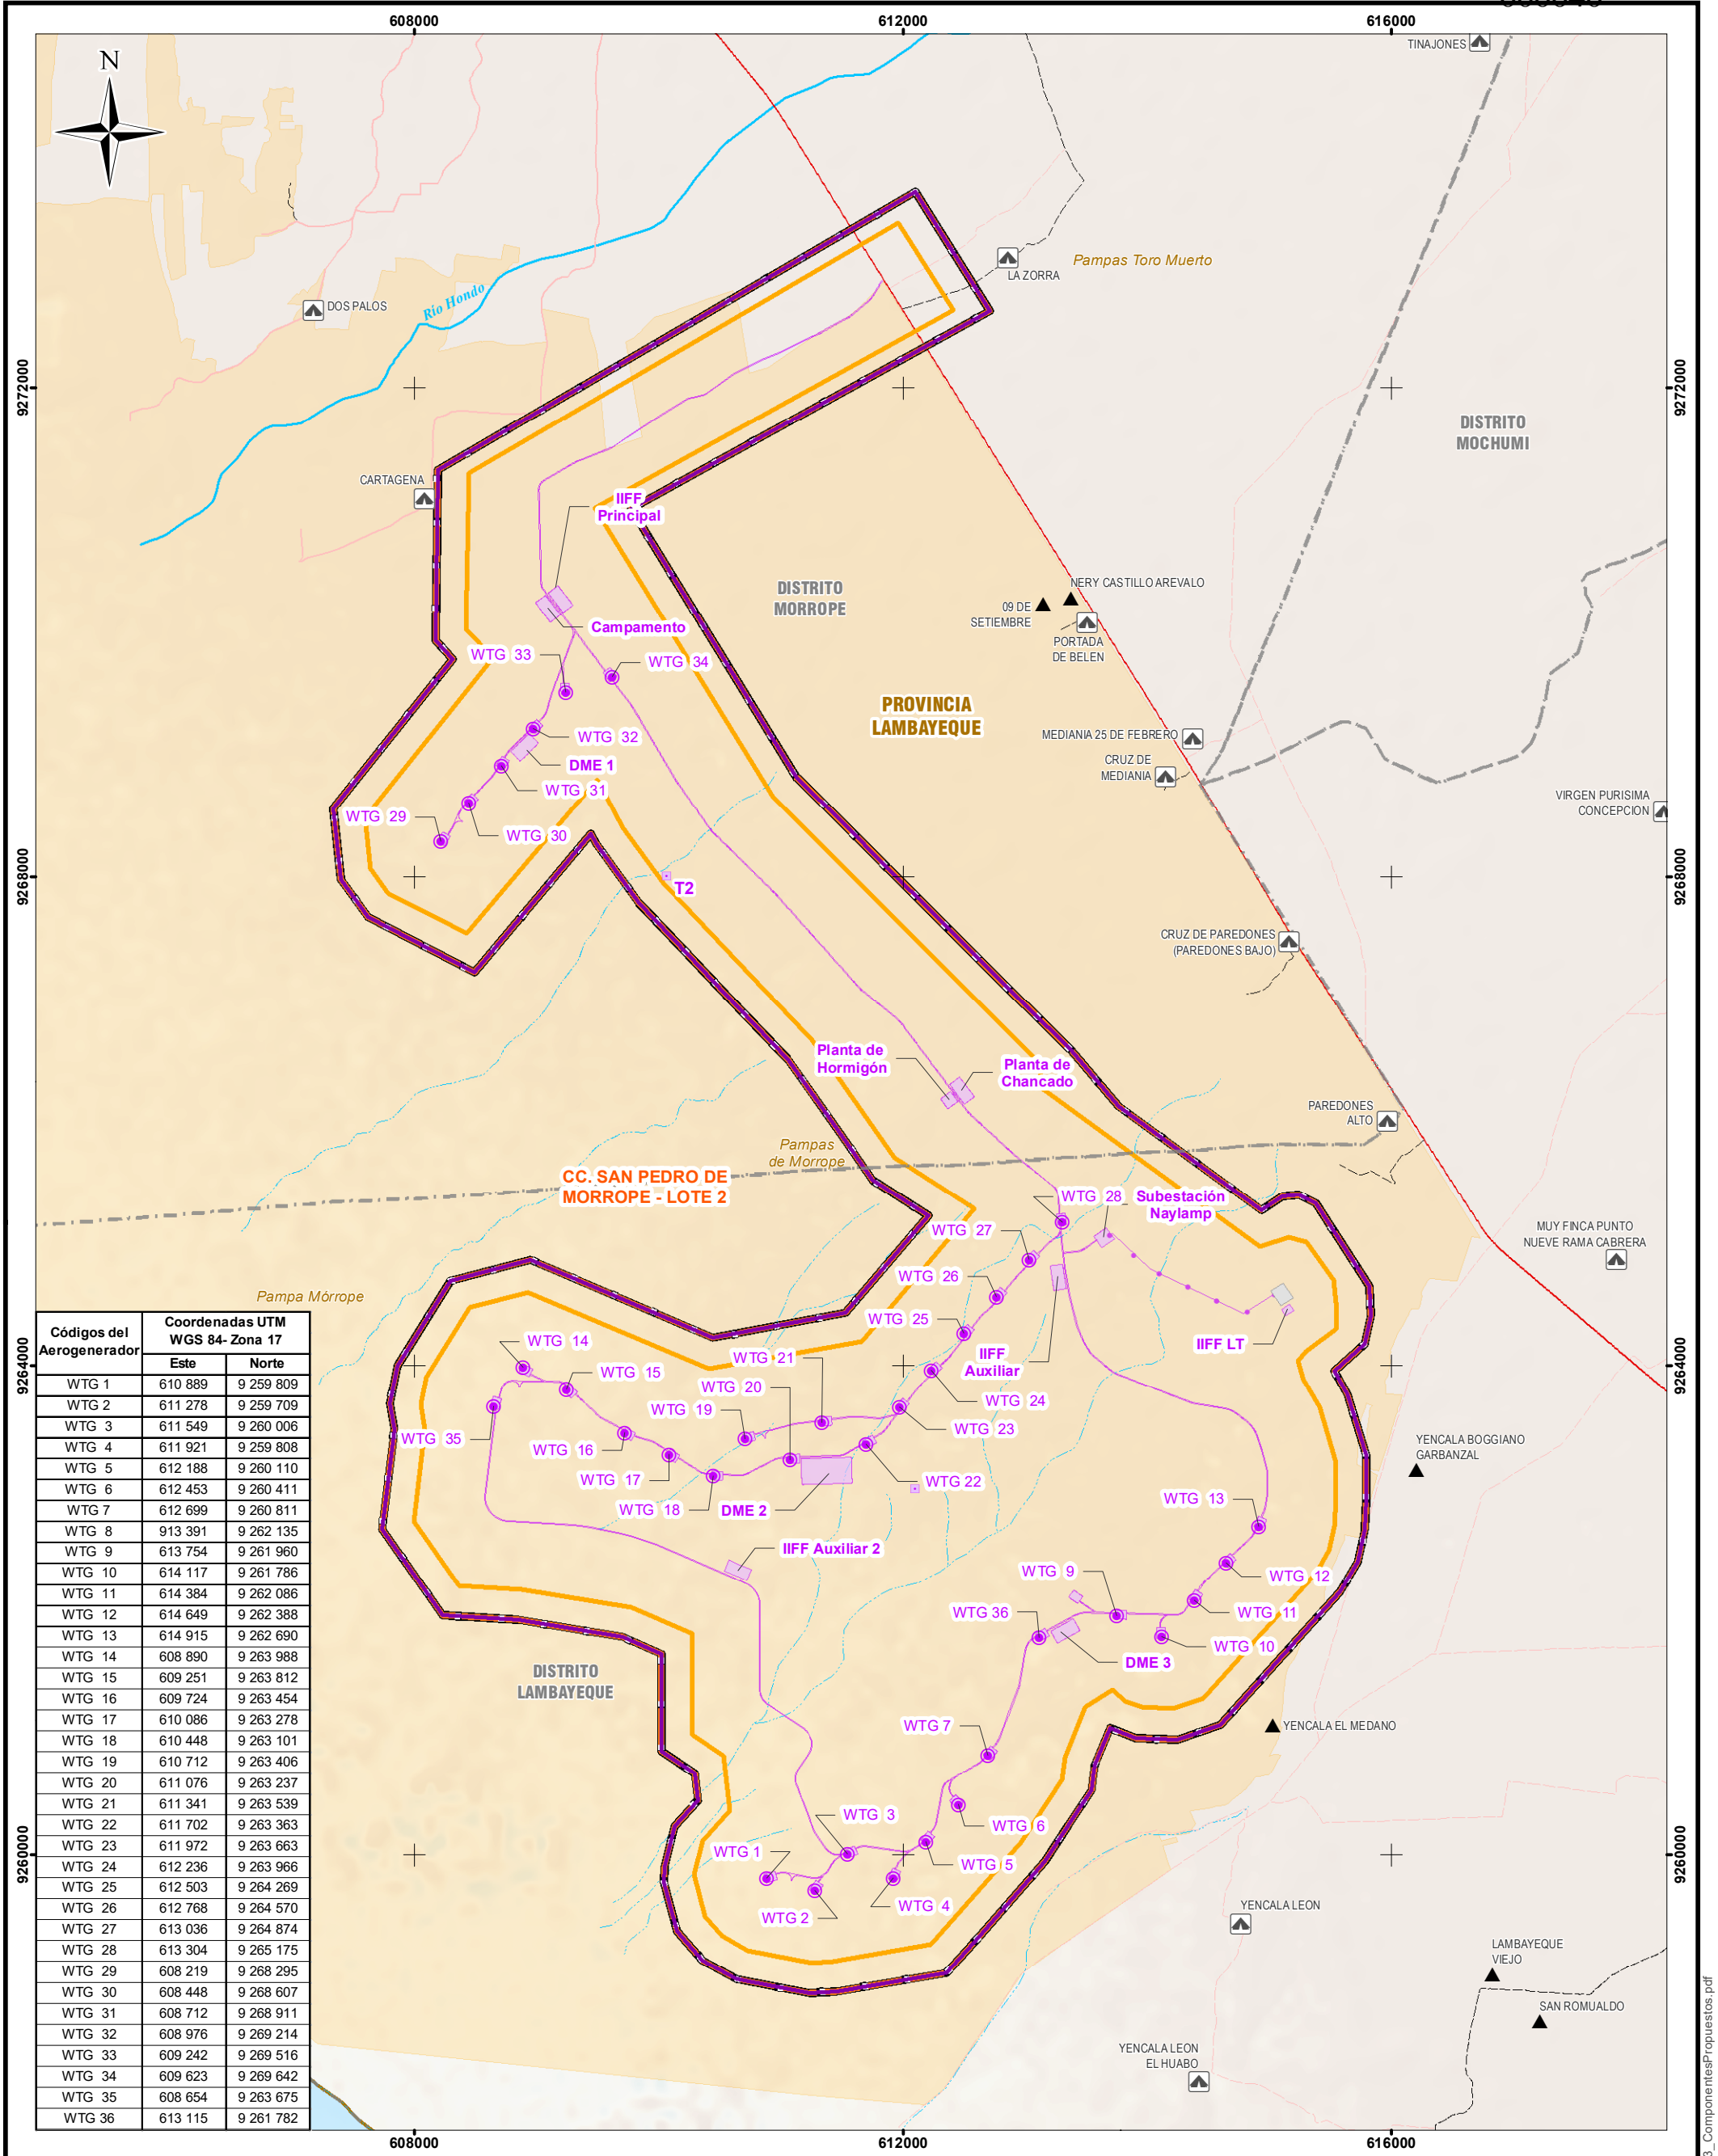 608000
612000
616000
N
TINAJONES
Río Hondo
DOS PALOS
LA ZORRA
Pampas Toro Muerto
9272000
9272000
DISTRITO
MOCHUMI
CARTAGENA
IIFF
Principal
DISTRITO
MORROPE
NERY CASTILLO AREVALO
09 DE
SETIEMBRE
PORTADA
DE BELEN
Campamento
WTG 33
WTG 34
PROVINCIA
LAMBAYEQUE
WTG 32
MEDIANIA 25 DE FEBRERO
DME 1
CRUZ DE
MEDIANIA
WTG 31
VIRGEN PURISIMA
CONCEPCION
WTG 29
WTG 30
9268000
9268000
T2
CRUZ DE PAREDONES
(PAREDONES BAJO)
Planta de
Hormigón
Planta de
Chancado
PAREDONES
ALTO
Pampas
de Morrope
CC. SAN PEDRO DE
MORROPE - LOTE 2
WTG 28
Subestación
Naylamp
WTG 27
MUY FINCA PUNTO
NUEVE RAMA CABRERA
WTG 26
Pampa Mórrope
WTG 25
WTG 14
WTG 21
IIFF
Auxiliar
IIFF LT
9264000
9264000
WTG 15
WTG 20
WTG 24
WTG 19
WTG 23
WTG 35
WTG 16
WTG 17
WTG 22
YENCALA BOGGIANO
GARBANZAL
WTG 18
DME 2
WTG 13
IIFF Auxiliar 2
WTG 9
WTG 12
WTG 36
WTG 11
WTG 10
DME 3
DISTRITO
LAMBAYEQUE
WTG 7
YENCALA EL MEDANO
WTG 3
WTG 6
WTG 1
WTG 5
9260000
9260000
WTG 2
WTG 4
YENCALA LEON
LAMBAYEQUE
VIEJO
SAN ROMUALDO
YENCALA LEON
EL HUABO
Códigos del
Aerogenerador
Coordenadas UTM
WGS 84- Zona 17
Este Norte
WTG 1 610 889 9 259 809
WTG 2 611 278 9 259 709
WTG 3 611 549 9 260 006
WTG 4 611 921 9 259 808
WTG 5 612 188 9 260 110
WTG 6 612 453 9 260 411
WTG 7 612 699 9 260 811
WTG 8 913 391 9 262 135
WTG 9 613 754 9 261 960
WTG 10 614 117 9 261 786
WTG 11 614 384 9 262 086
WTG 12 614 649 9 262 388
WTG 13 614 915 9 262 690
WTG 14 608 890 9 263 988
WTG 15 609 251 9 263 812
WTG 16 609 724 9 263 454
WTG 17 610 086 9 263 278
WTG 18 610 448 9 263 101
WTG 19 610 712 9 263 406
WTG 20 611 076 9 263 237
WTG 21 611 341 9 263 539
WTG 22 611 702 9 263 363
WTG 23 611 972 9 263 663
WTG 24 612 236 9 263 966
WTG 25 612 503 9 264 269
WTG 26 612 768 9 264 570
WTG 27 613 036 9 264 874
WTG 28 613 304 9 265 175
WTG 29 608 219 9 268 295
WTG 30 608 448 9 268 607
WTG 31 608 712 9 268 911
WTG 32 608 976 9 269 214
WTG 33 609 242 9 269 516
WTG 34 609 623 9 269 642
WTG 35 608 654 9 263 675
WTG 36 613 115 9 261 782
608000
612000
616000
3_ComponentesPropuestos.pdf